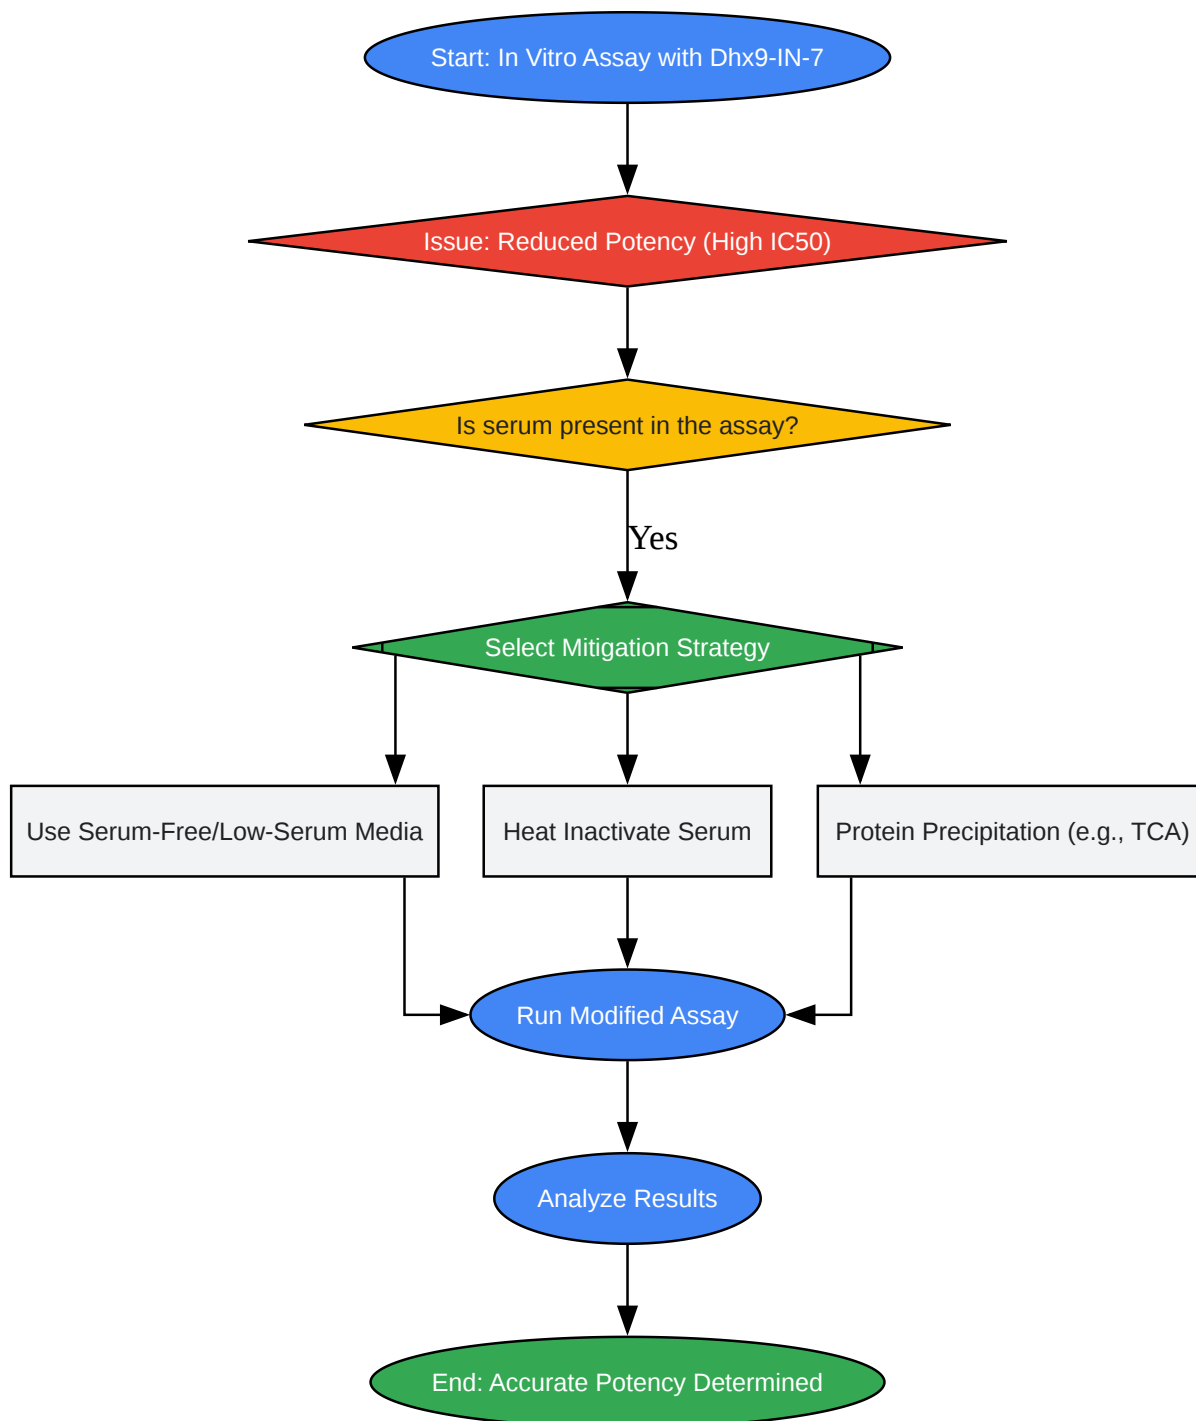 Start: In Vitro Assay with Dhx9-IN-7
Issue: Reduced Potency (High IC50)
Is serum present in the assay?
Yes
Select Mitigation Strategy
Use Serum-Free/Low-Serum Media
Heat Inactivate Serum
Protein Precipitation (e.g., TCA)
Run Modified Assay
Analyze Results
End: Accurate Potency Determined